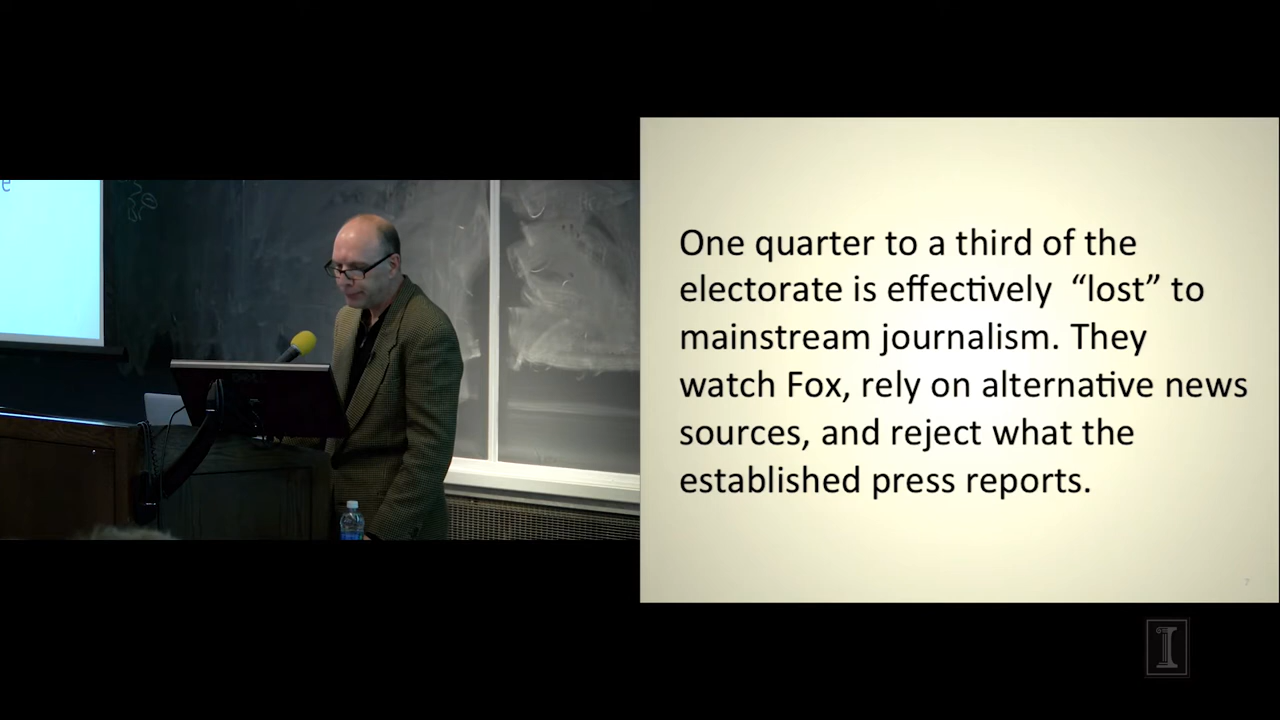 e
One quarter to a third of the
electorate is effectively “lost” to
mainstream journalism. They
watch Fox, rely on alternative news
sources, and reject what the
established press reports.
7
I